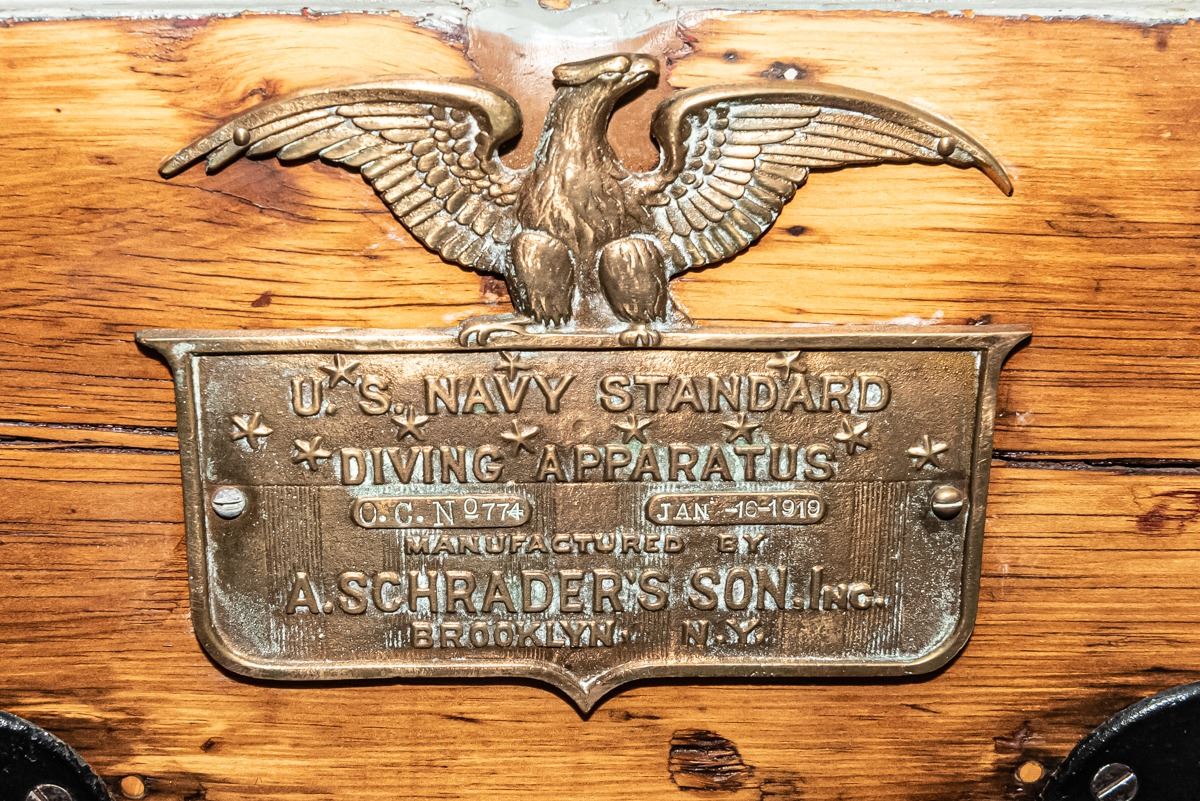 U.S. NAVY STANDARD
DIVING APPARATUS
O.C. Nº 774 JAN -16-1919
MANUFACTURED BY
A. SCHRADER'S SON. INC.
BROOKLYN, N.Y.